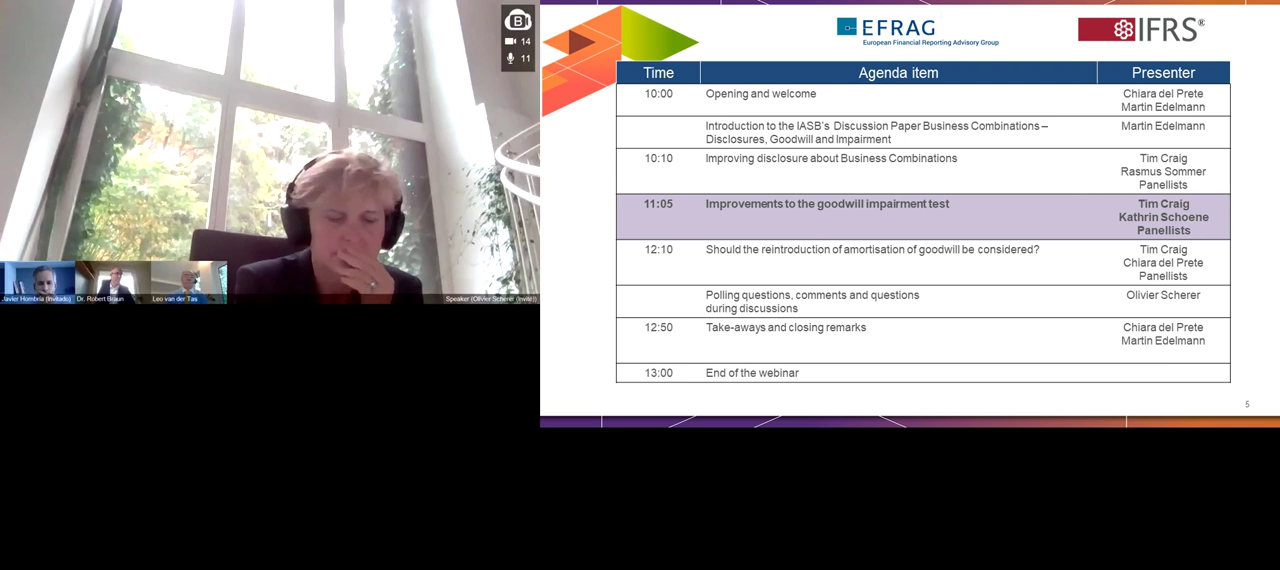 B
14
11
Javier Hombría (Invitado)
Dr. Robert Braun
Leo van der Tas
Speaker (Olivier Scherer (Invité))
EFRAG
European Financial Reporting Advisory Group
IFRS®
Time Agenda item Presenter
10:00 Opening and welcome Chiara del Prete
Martin Edelmann
Introduction to the IASB's Discussion Paper Business Combinations – Martin Edelmann
Disclosures, Goodwill and Impairment
10:10 Improving disclosure about Business Combinations Tim Craig
Rasmus Sommer
Panellists
11:05 Improvements to the goodwill impairment test Tim Craig
Kathrin Schoene
Panellists
12:10 Should the reintroduction of amortisation of goodwill be considered? Tim Craig
Chiara del Prete
Panellists
Polling questions, comments and questions Olivier Scherer
during discussions
12:50 Take-aways and closing remarks Chiara del Prete
Martin Edelmann
13:00 End of the webinar
5